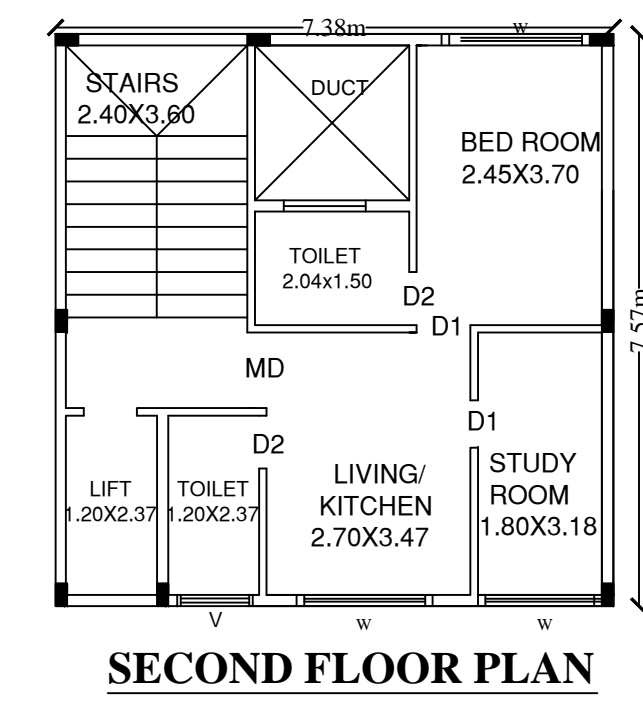 7.38m
w
STAIRS
2.40X3.60
DUCT
BED ROOM
2.45X3.70
TOILET
2.04x1.50
D2
D1
7.57m
MD
D1
D2
LIFT
1.20X2.37
TOILET
1.20X2.37
LIVING/
KITCHEN
2.70X3.47
STUDY
ROOM
1.80X3.18
V
w
w
SECOND FLOOR PLAN